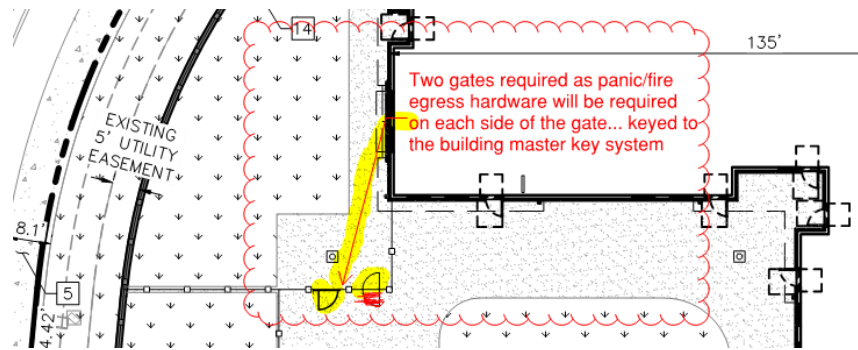 14
135'
Two gates required as panic/fire
egress hardware will be required
on each side of the gate... keyed to
the building master key system
EXISTING
5' UTILITY
EASEMENT
8.1'
5
4.42'